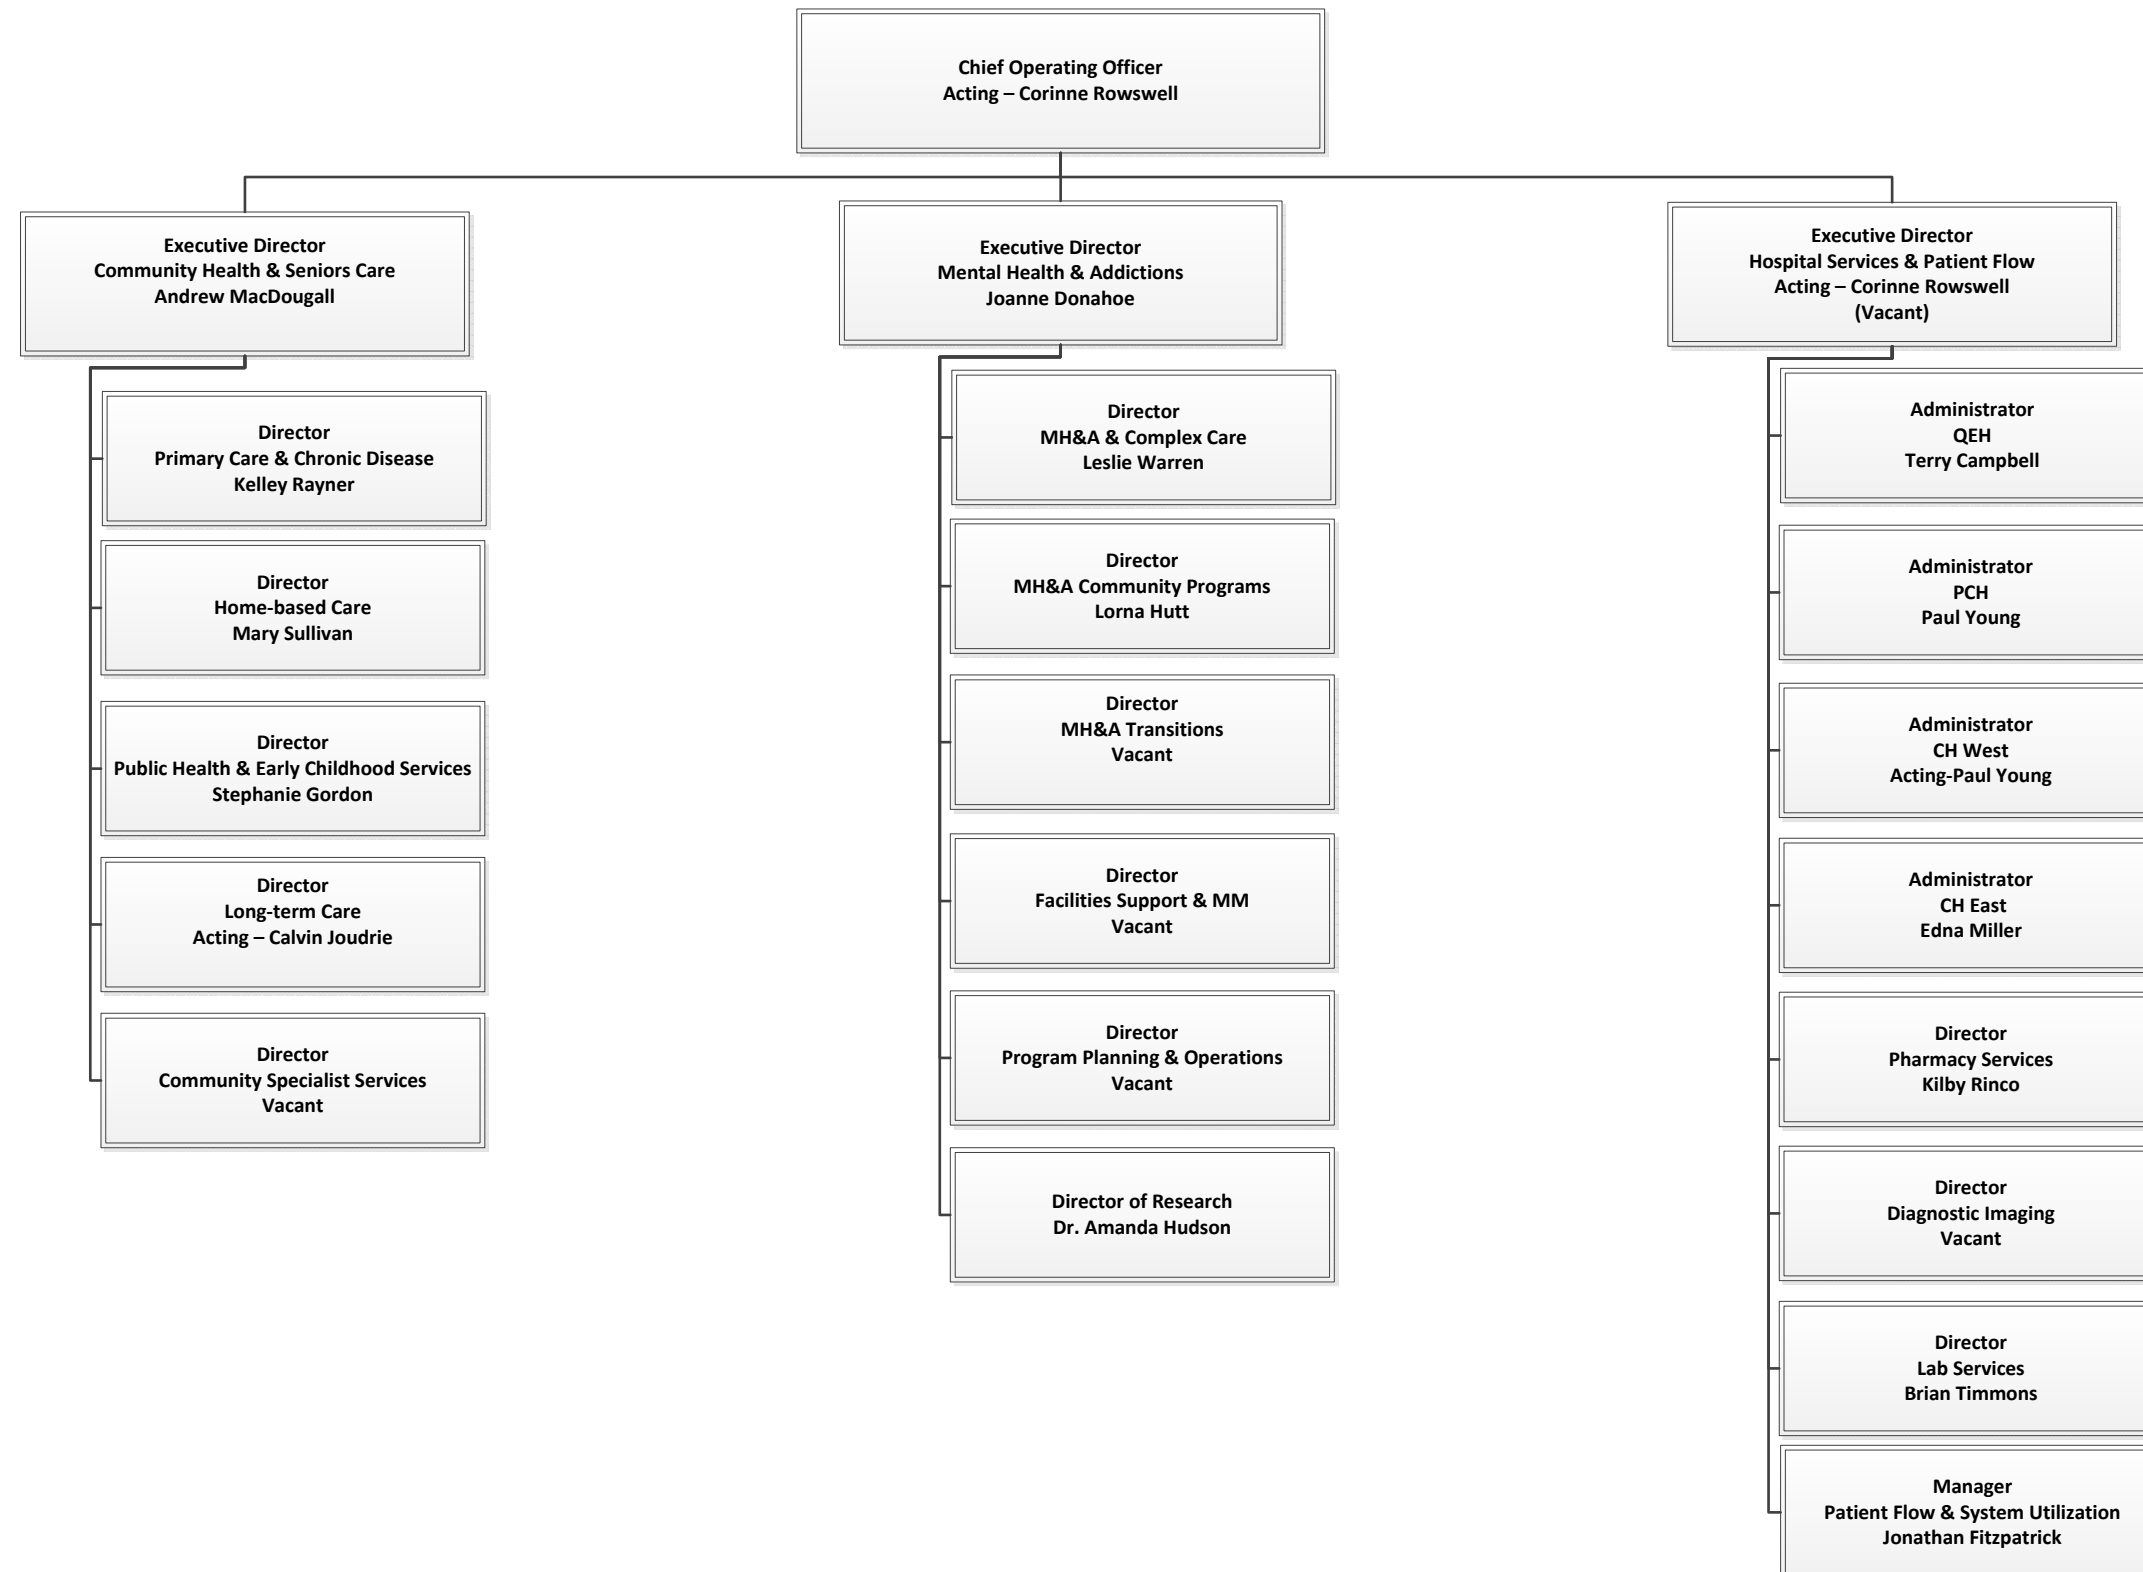 Chief Operating Officer
Acting – Corinne Rowswell
Executive Director
Community Health & Seniors Care
Andrew MacDougall
Director
Primary Care & Chronic Disease
Kelley Rayner
Director
Home-based Care
Mary Sullivan
Director
Public Health & Early Childhood Services
Stephanie Gordon
Director
Long-term Care
Acting – Calvin Joudrie
Director
Community Specialist Services
Vacant
Executive Director
Mental Health & Addictions
Joanne Donahoe
Director
MH&A & Complex Care
Leslie Warren
Director
MH&A Community Programs
Lorna Hutt
Director
MH&A Transitions
Vacant
Director
Facilities Support & MM
Vacant
Director
Program Planning & Operations
Vacant
Director of Research
Dr. Amanda Hudson
Executive Director
Hospital Services & Patient Flow
Acting – Corinne Rowswell
(Vacant)
Administrator
QEH
Terry Campbell
Administrator
PCH
Paul Young
Administrator
CH West
Acting-Paul Young
Administrator
CH East
Edna Miller
Director
Pharmacy Services
Kilby Rinco
Director
Diagnostic Imaging
Vacant
Director
Lab Services
Brian Timmons
Manager
Patient Flow & System Utilization
Jonathan Fitzpatrick